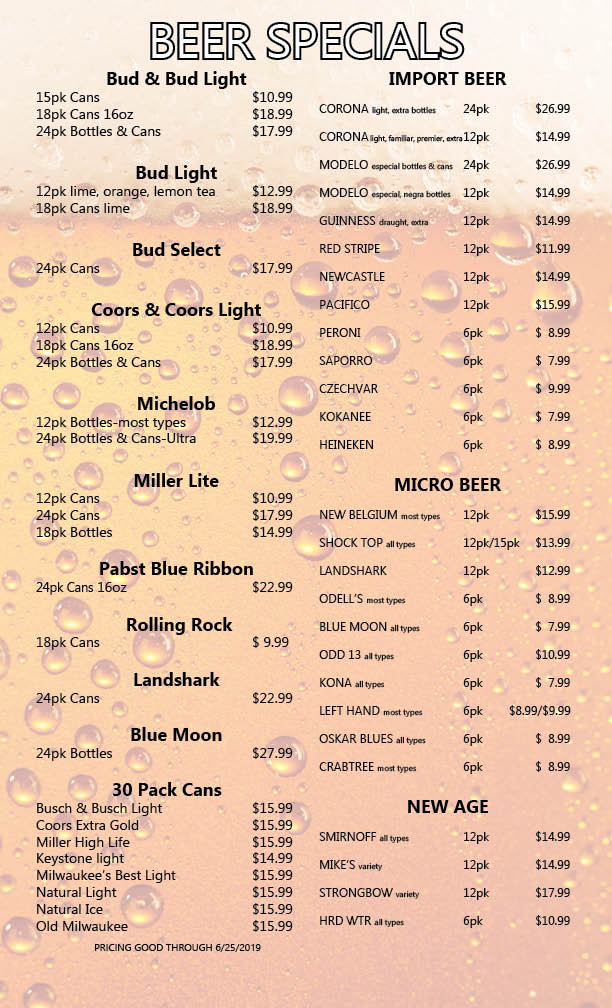 BEER SPECIALS
Bud & Bud Light
15pk Cans $10.99
18pk Cans 16oz $18.99
24pk Bottles & Cans $17.99
Bud Light
12pk lime, orange, lemon tea $12.99
18pk Cans lime $18.99
Bud Select
24pk Cans $17.99
Coors & Coors Light
12pk Cans $10.99
18pk Cans 16oz $18.99
24pk Bottles & Cans $17.99
Michelob
12pk Bottles-most types $12.99
24pk Bottles & Cans-Ultra $19.99
Miller Lite
12pk Cans $10.99
24pk Cans $17.99
18pk Bottles $14.99
Pabst Blue Ribbon
24pk Cans 16oz $22.99
Rolling Rock
18pk Cans $ 9.99
Landshark
24pk Cans $22.99
Blue Moon
24pk Bottles $27.99
30 Pack Cans
Busch & Busch Light $15.99
Coors Extra Gold $15.99
Miller High Life $15.99
Keystone light $14.99
Milwaukee's Best Light $15.99
Natural Light $15.99
Natural Ice $15.99
Old Milwaukee $15.99
PRICING GOOD THROUGH 6/25/2019
IMPORT BEER
CORONA light, extra bottles 24pk $26.99
CORONA light, familiar, premier, extra 12pk $14.99
MODELO especial bottles & cans 24pk $26.99
MODELO especial, negra bottles 12pk $14.99
GUINNESS draught, extra 12pk $14.99
RED STRIPE 12pk $11.99
NEWCASTLE 12pk $14.99
PACIFICO 12pk $15.99
PERONI 6pk $ 8.99
SAPORRO 6pk $ 7.99
CZECHVAR 6pk $ 9.99
KOKANEE 6pk $ 7.99
HEINEKEN 6pk $ 8.99
MICRO BEER
NEW BELGIUM most types 12pk $15.99
SHOCK TOP all types 12pk/15pk $13.99
LANDSHARK 12pk $12.99
ODELL'S most types 6pk $ 8.99
BLUE MOON all types 6pk $ 7.99
ODD 13 all types 6pk $10.99
KONA all types 6pk $ 7.99
LEFT HAND most types 6pk $8.99/$9.99
OSKAR BLUES all types 6pk $ 8.99
CRABTREE most types 6pk $ 8.99
NEW AGE
SMIRNOFF all types 12pk $14.99
MIKE'S variety 12pk $14.99
STRONGBOW variety 12pk $17.99
HRD WTR all types 6pk $10.99